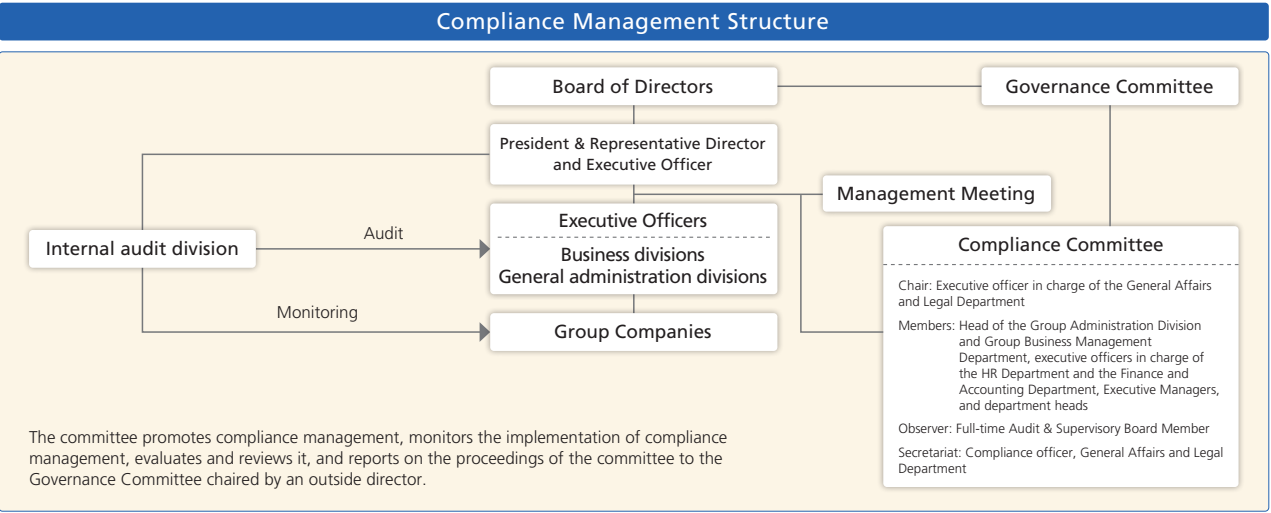 Compliance Management Structure
Board of Directors
Governance Committee
President & Representative Director
and Executive Officer
Management Meeting
Executive Officers
Business divisions
General administration divisions
Internal audit division
Audit
Monitoring
Group Companies
Compliance Committee
Chair: Executive officer in charge of the General Affairs
and Legal Department
Members: Head of the Group Administration Division
and Group Business Management
Department, executive officers in charge of
the HR Department and the Finance and
Accounting Department, Executive Managers,
and department heads
Observer: Full-time Audit & Supervisory Board Member
Secretariat: Compliance officer, General Affairs and Legal
Department
The committee promotes compliance management, monitors the implementation of compliance
management, evaluates and reviews it, and reports on the proceedings of the committee to the
Governance Committee chaired by an outside director.